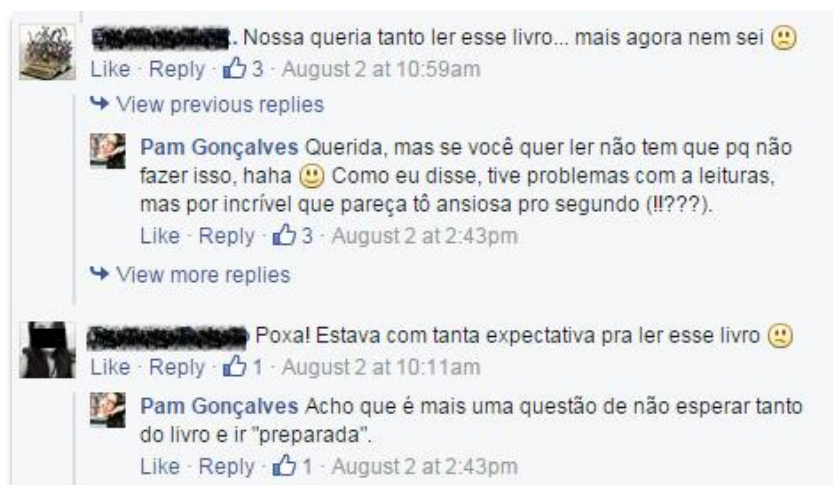 . Nossa queria tanto ler esse livro... mais agora nem sei
Like · Reply · 3 · August 2 at 10:59am
View previous replies
Pam Gonçalves Querida, mas se você quer ler não tem que pq não
fazer isso, haha Como eu disse, tive problemas com a leituras,
mas por incrível que pareça tô ansiosa pro segundo (!!???).
Like · Reply · 3 · August 2 at 2:43pm
View more replies
Poxa! Estava com tanta expectativa pra ler esse livro
Like · Reply · 1 · August 2 at 10:11am
Pam Gonçalves Acho que é mais uma questão de não esperar tanto
do livro e ir "preparada".
Like · Reply · 1 · August 2 at 2:43pm